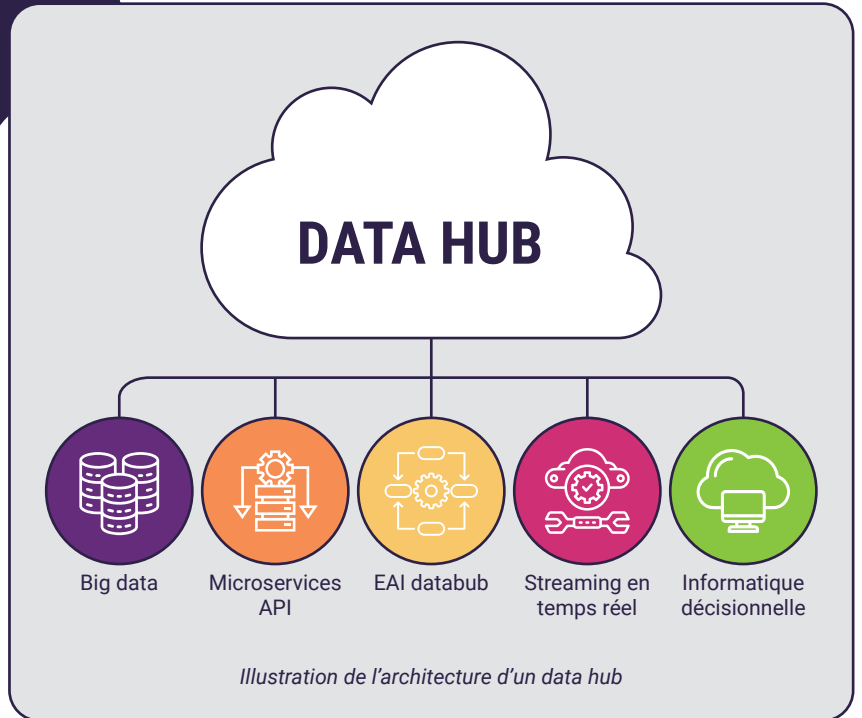 DATA HUB
Big data
Microservices
API
EAI databub
Streaming en
temps réel
Informatique
décisionnelle
Illustration de l'architecture d'un data hub